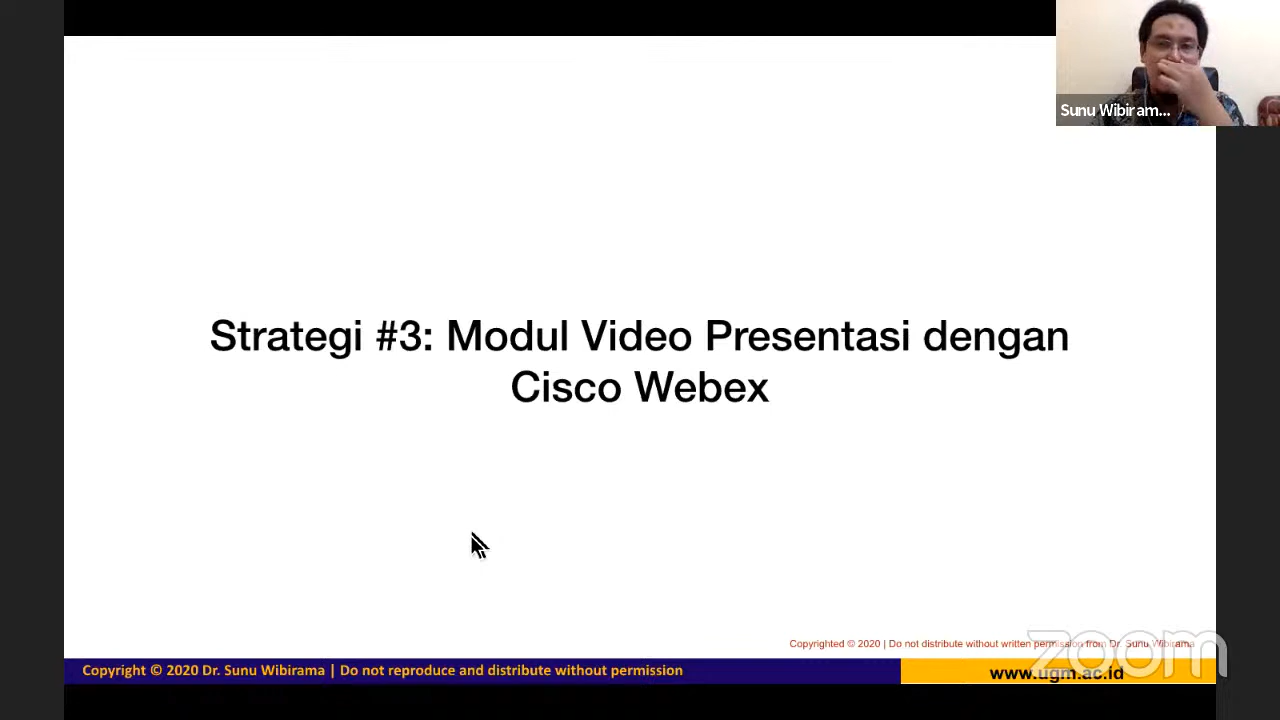 Sunu Wibiram...
Strategi #3: Modul Video Presentasi dengan
Cisco Webex
Copyrighted © 2020 | Do not distribute without written permission from Dr. Sunu Wibirama
zoom
Copyright © 2020 Dr. Sunu Wibirama | Do not reproduce and distribute without permission
www.ugm.ac.id